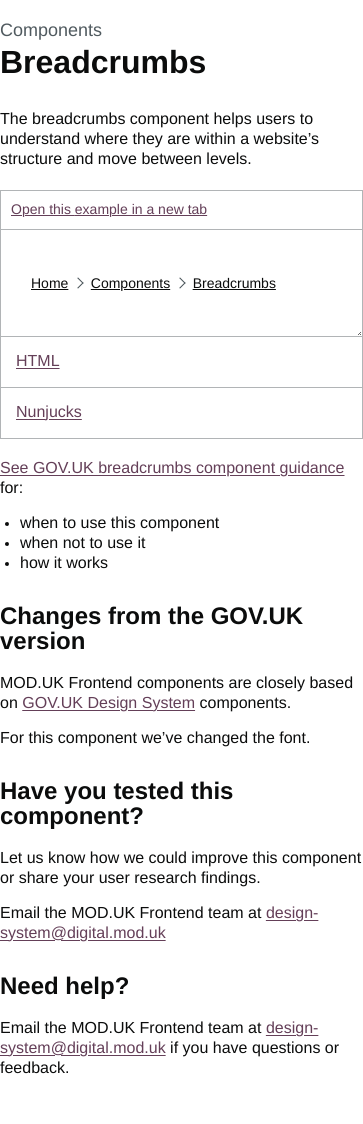 Components
Breadcrumbs
The breadcrumbs component helps users to
understand where they are within a website’s
structure and move between levels.
Open this example in a new tab
Home Components Breadcrumbs
HTML
Nunjucks
See GOV.UK breadcrumbs component guidance
for:
• when to use this component
• when not to use it
• how it works
Changes from the GOV.UK
version
MOD.UK Frontend components are closely based
on GOV.UK Design System components.
For this component we’ve changed the font.
Have you tested this
component?
Let us know how we could improve this component
or share your user research findings.
Email the MOD.UK Frontend team at design-
system@digital.mod.uk
Need help?
Email the MOD.UK Frontend team at design-
system@digital.mod.uk if you have questions or
feedback.